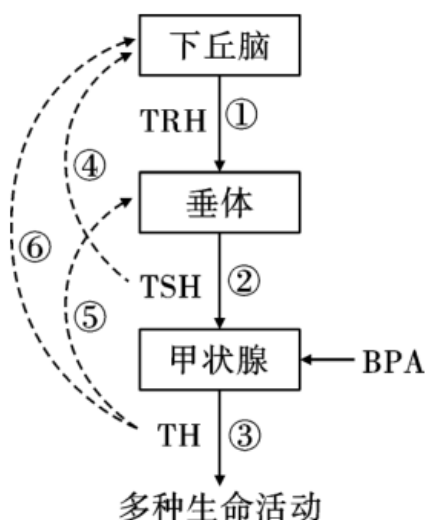 下丘脑
TRH ①
④
垂体
⑥
TSH ②
⑤
甲状腺 BPA
TH ③
多种生命活动